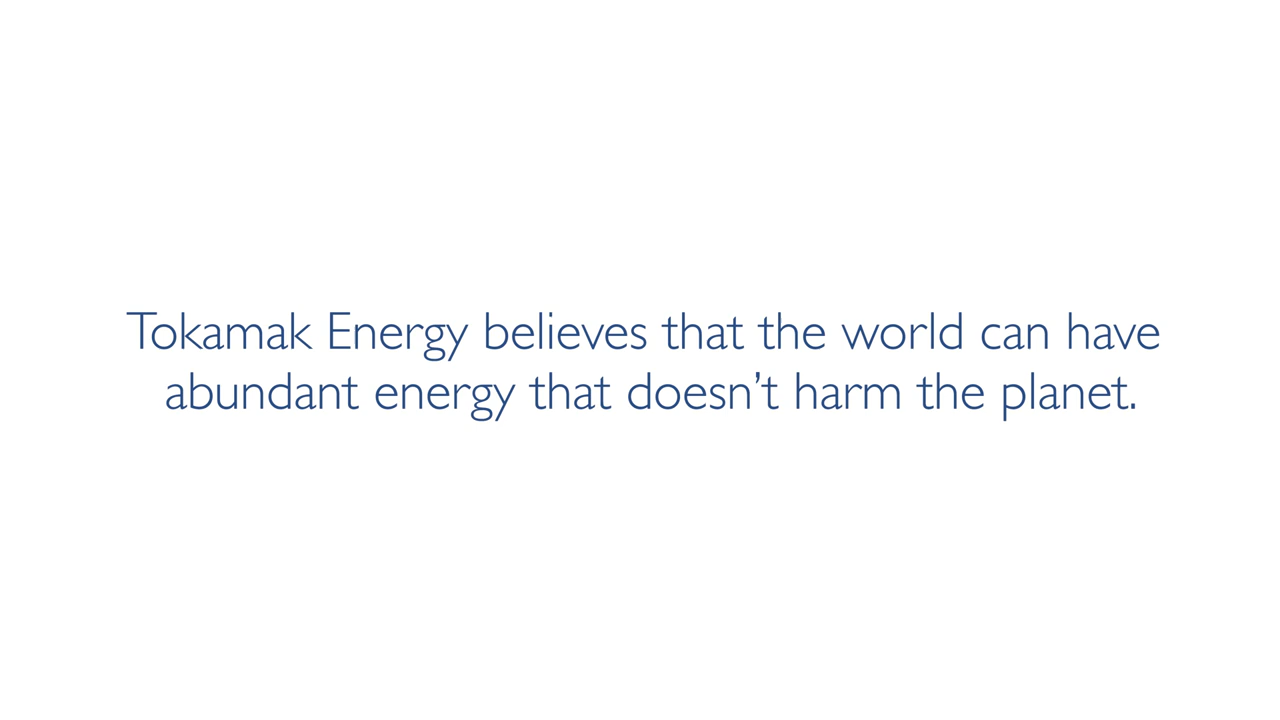 Tokamak Energy believes that the world can have
abundant energy that doesn’t harm the planet.